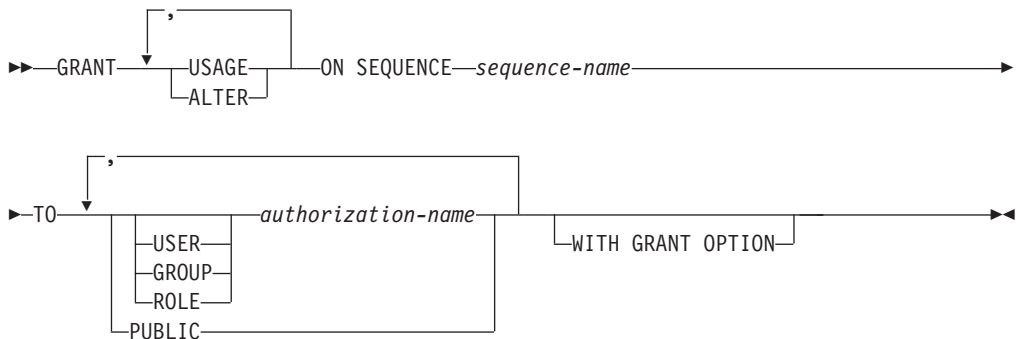 ,
GRANT USAGE ON SEQUENCE sequence-name
ALTER
,
TO authorization-name
WITH GRANT OPTION
USER
GROUP
ROLE
PUBLIC